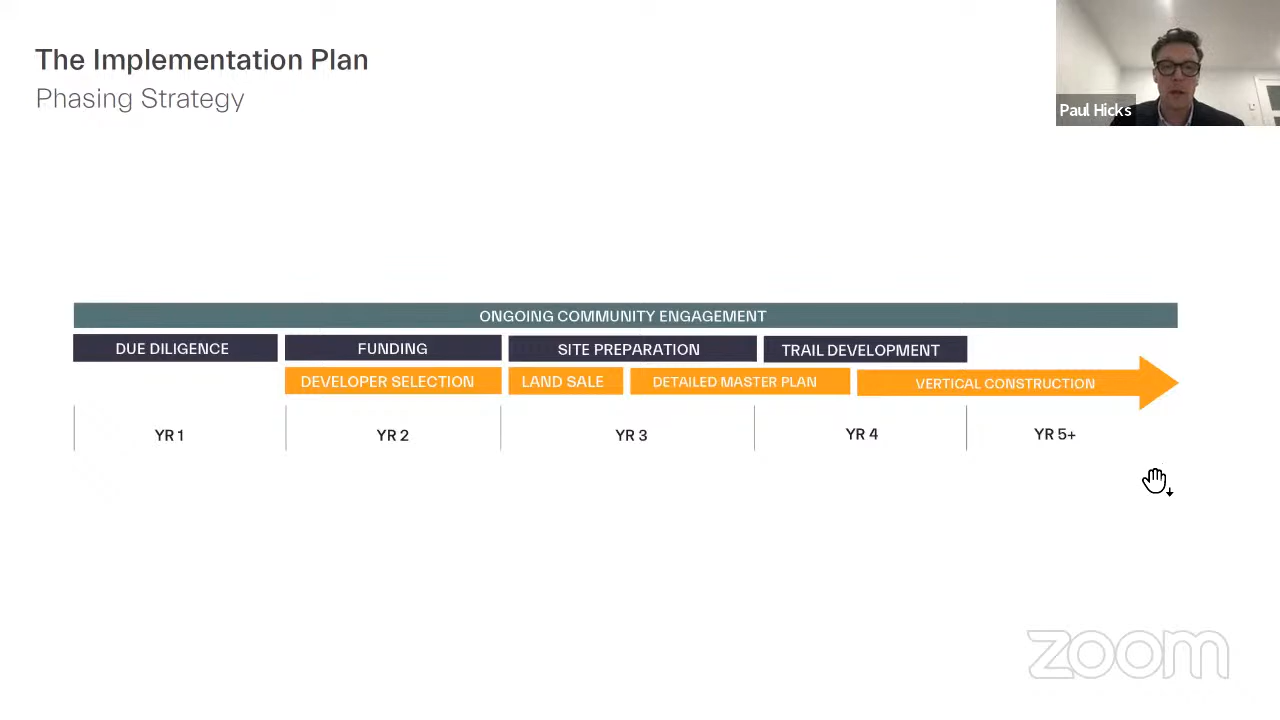 The Implementation Plan
Phasing Strategy
Paul Hicks
ONGOING COMMUNITY ENGAGEMENT
DUE DILIGENCE
FUNDING
SITE PREPARATION
TRAIL DEVELOPMENT
DEVELOPER SELECTION
LAND SALE
DETAILED MASTER PLAN
VERTICAL CONSTRUCTION
YR 1
YR 2
YR 3
YR 4
YR 5+
zoom